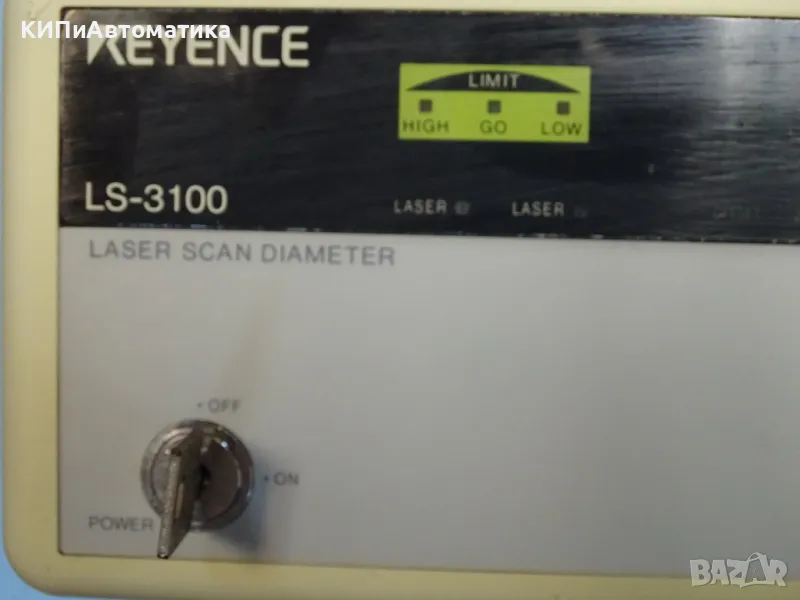 КИПиАвтоматика
KEYENCE
LIMIT
HIGH GO LOW
LS-3100
LASER LASER
LASER SCAN DIAMETER
• OFF
• ON
POWER
BAZAR